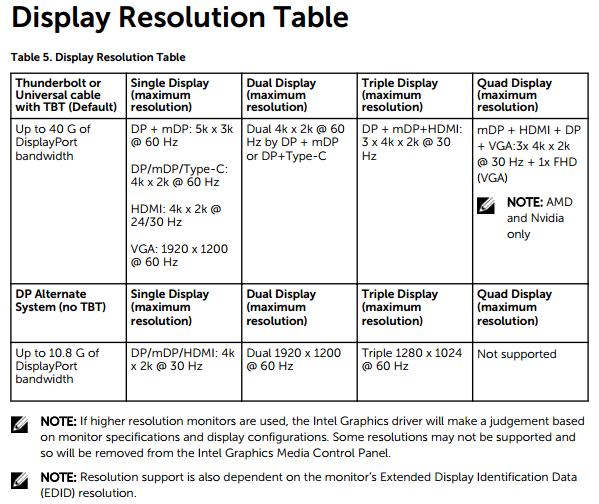 Display Resolution Table
Table 5. Display Resolution Table
Thunderbolt or
Universal cable
with TBT (Default)
Single Display
(maximum
resolution)
Dual Display
(maximum
resolution)
Triple Display
(maximum
resolution)
Quad Display
(maximum
resolution)
Up to 40 G of
DisplayPort
bandwidth
DP + mDP: 5k x 3k
@ 60 Hz
DP/mDP/Type-C:
4k x 2k @ 60 Hz
HDMI: 4k x 2k @
24/30 Hz
VGA: 1920 x 1200
@ 60 Hz
Dual 4k x 2k @ 60
Hz by DP + mDP
or DP+Type-C
DP + mDP+HDMI:
3 x 4k x 2k @ 30
Hz
mDP + HDMI + DP
+ VGA:3x 4k x 2k
@ 30 Hz + 1x FHD
(VGA)
NOTE: AMD
and Nvidia
only
DP Alternate
System (no TBT)
Single Display
(maximum
resolution)
Dual Display
(maximum
resolution)
Triple Display
(maximum
resolution)
Quad Display
(maximum
resolution)
Up to 10.8 G of
DisplayPort
bandwidth
DP/mDP/HDMI: 4k
x 2k @ 30 Hz
Dual 1920 x 1200
@ 60 Hz
Triple 1280 x 1024
@ 60 Hz
Not supported
NOTE: If higher resolution monitors are used, the Intel Graphics driver will make a judgement based
on monitor specifications and display configurations. Some resolutions may not be supported and
so will be removed from the Intel Graphics Media Control Panel.
NOTE: Resolution support is also dependent on the monitor's Extended Display Identification Data
(EDID) resolution.